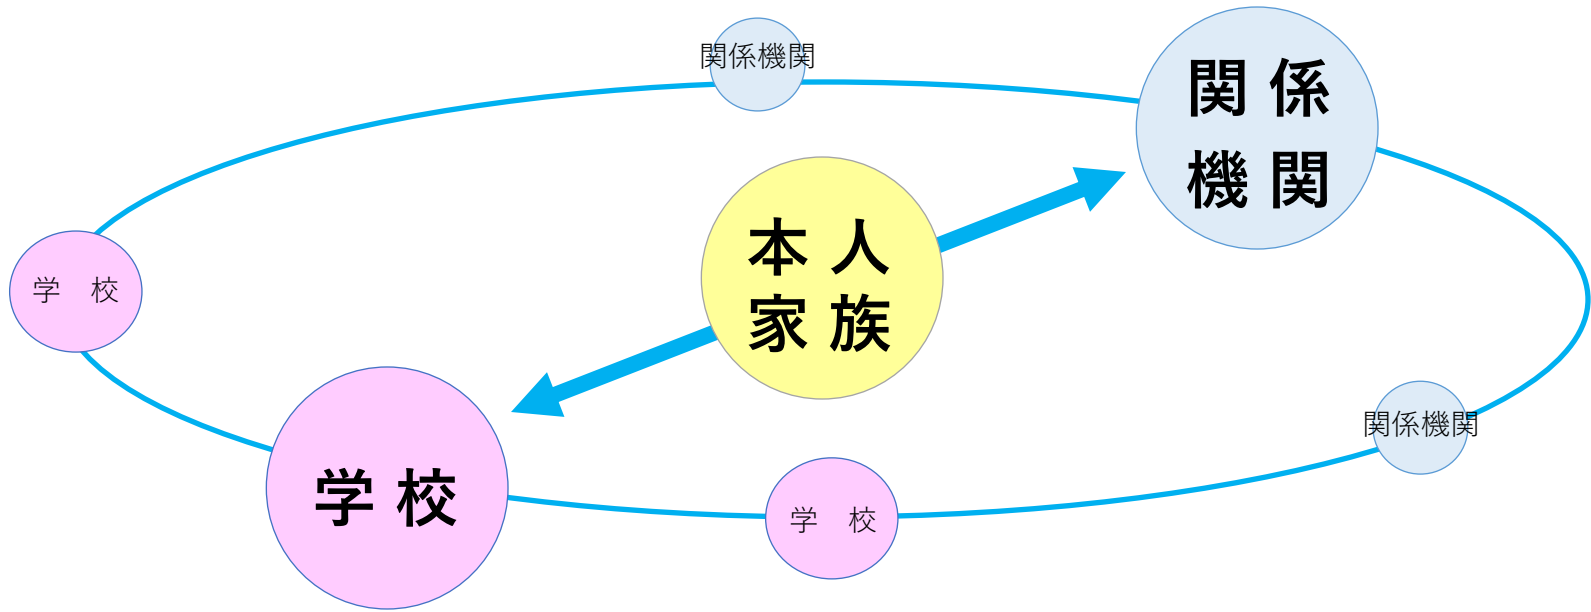 関係機関
関 係
機 関
本 人
家 族
学　校
関係機関
学 校
学　校